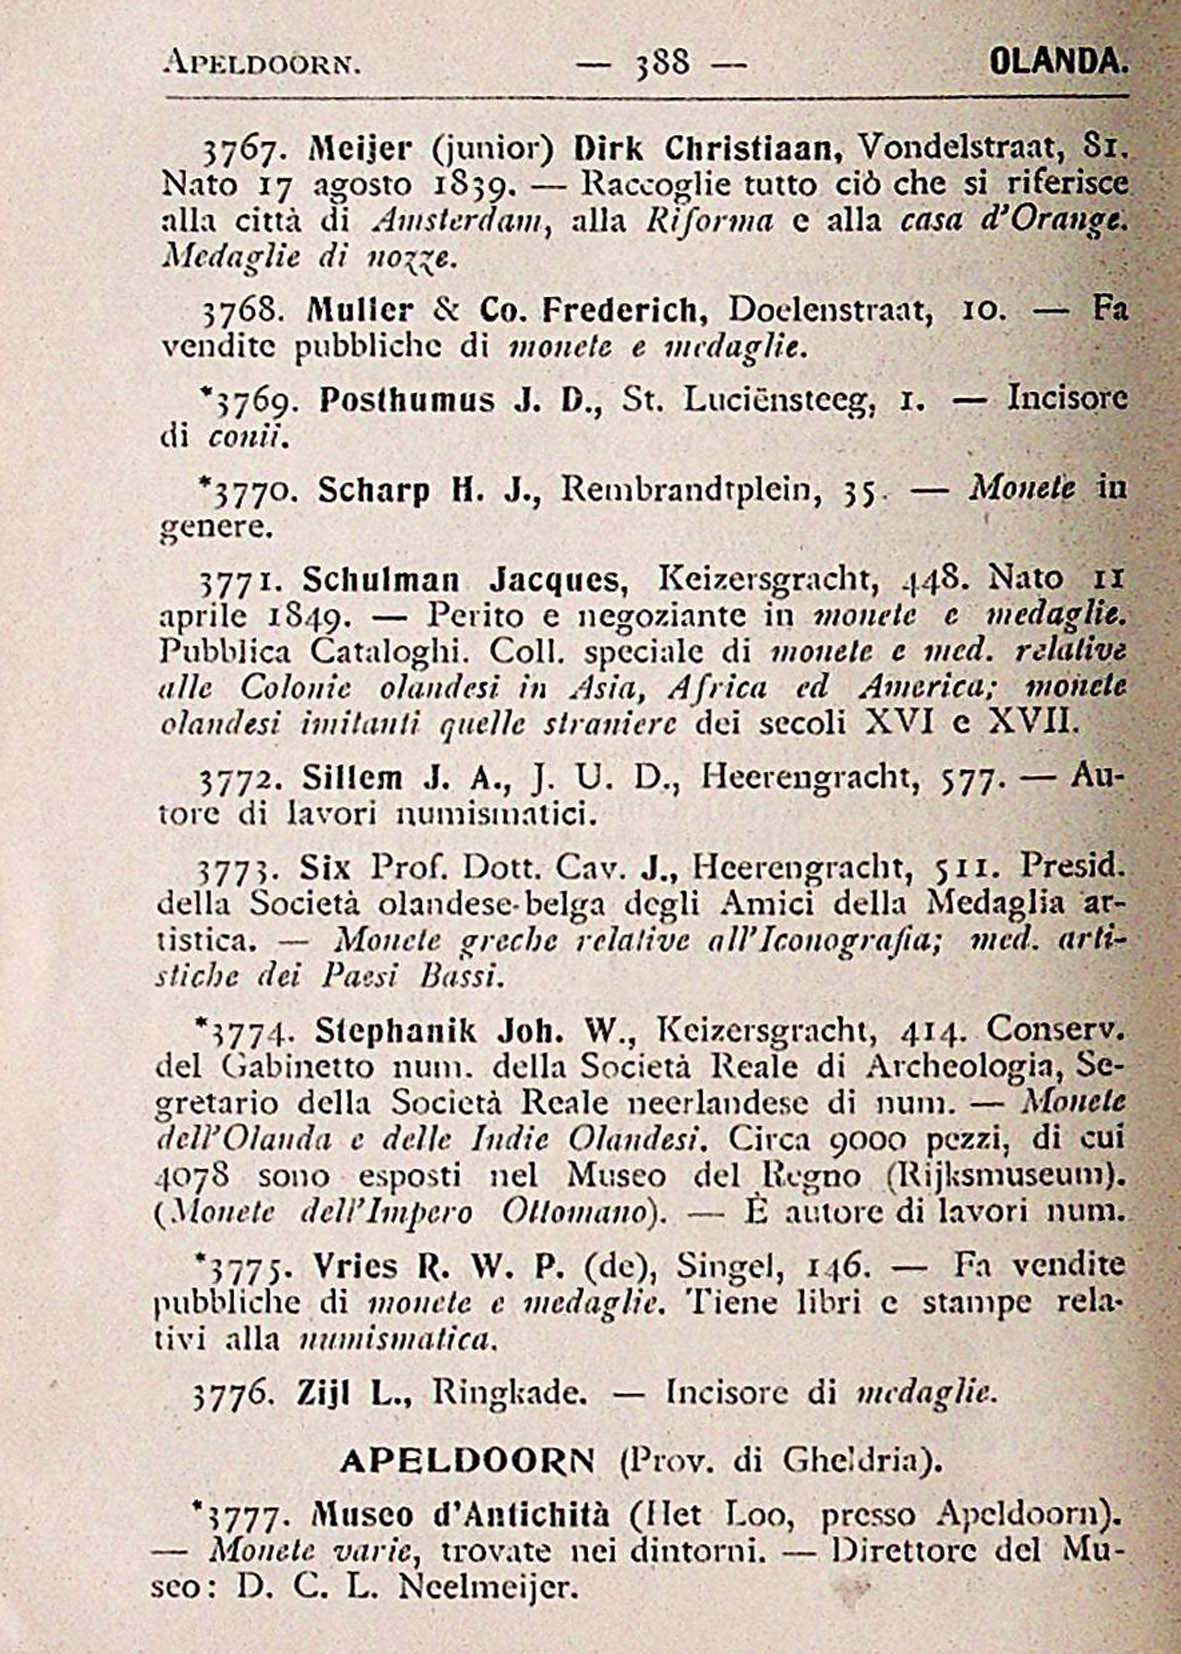 APELDOORN. — 388 — OLANDA.
3767. Meijer (junior) Dirk Christiaan, Vondelstraat, 81.
Nato 17 agosto 1839. — Raccoglie tutto ciò che si riferisce
alla città di Amsterdam, alla Riforma e alla casa d'Orange.
Medaglie di nozze.
3768. Muller & Co. Frederich, Doelenstraat, 10. — Fa
vendite pubbliche di monete e medaglie.
*3769. Posthumus J. D., St. Luciënsteeg, 1. — Incisore
di conii.
*3770. Scharp H. J., Rembrandtplein, 35. — Monete in
genere.
3771. Schulman Jacques, Keizersgracht, 448. Nato 11
aprile 1849. — Perito e negoziante in monete e medaglie.
Pubblica Cataloghi. Coll. speciale di monete e med. relative
alle Colonie olandesi in Asia, Africa ed America; monete
olandesi imitanti quelle straniere dei secoli XVI e XVII.
3772. Sillem J. A., J. U. D., Heerengracht, 577. — Au-
tore di lavori numismatici.
3773. Six Prof. Dott. Cav. J., Heerengracht, 511. Presid.
della Società olandese-belga degli Amici della Medaglia ar-
tistica. — Monete greche relative all'Iconografia; med. arti-
stiche dei Paesi Bassi.
*3774. Stephanik Joh. W., Keizersgracht, 414. Conserv.
del Gabinetto num. della Società Reale di Archeologia, Se-
gretario della Società Reale neerlandese di num. — Monete
dell'Olanda e delle Indie Olandesi. Circa 9000 pezzi, di cui
4078 sono esposti nel Museo del Regno (Rijksmuseum).
(Monete dell'Impero Ottomano). — È autore di lavori num.
*3775. Vries R. W. P. (de), Singel, 146. — Fa vendite
pubbliche di monete e medaglie. Tiene libri e stampe rela-
tivi alla numismatica.
3776. Zijl L., Ringkade. — Incisore di medaglie.
APELDOORN (Prov. di Gheldria).
*3777. Museo d'Antichità (Het Loo, presso Apeldoorn).
— Monete varie, trovate nei dintorni. — Direttore del Mu-
seo: D. C. L. Neelmeijer.